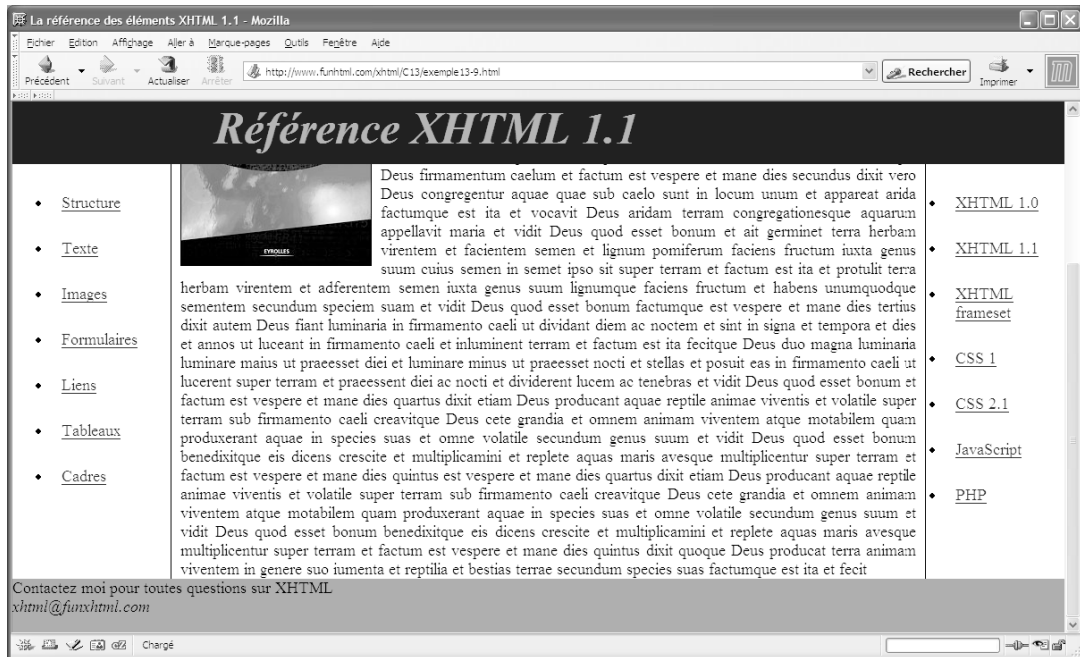 La référence des éléments XHTML 1.1 - Mozilla
Fichier Edition Affichage Aller à Marque-pages Outils Fenêtre Aide
Précédent Suivant Actualiser Arrêter http://www.funhtml.com/xhtml/C13/exemple13-9.html Rechercher Imprimer
Référence XHTML 1.1
Structure
Texte
Images
Formulaires
Liens
Tableaux
Cadres
EYROLLES
Deus firmamentum caelum et factum est vespere et mane dies secundus dixit vero
Deus congregentur aquae quae sub caelo sunt in locum unum et appareat arida
factumque est ita et vocavit Deus aridam terram congregationesque aquarum
appellavit maria et vidit Deus quod esset bonum et ait germinet terra herbam
virentem et facientem semen et lignum pomiferum faciens fructum iuxta genus
suum cuius semen in semet ipso sit super terram et factum est ita et protulit terra
herbam virentem et adferentem semen iuxta genus suum lignumque faciens fructum et habens unumquodque
sementem secundum speciem suam et vidit Deus quod esset bonum factumque est vespere et mane dies tertius
dixit autem Deus fiant luminaria in firmamento caeli ut dividant diem ac noctem et sint in signa et tempora et dies
et annos ut luceant in firmamento caeli et inluminent terram et factum est ita fecitque Deus duo magna luminaria
luminare maius ut praeesset diei et luminare minus ut praeesset nocti et stellas et posuit eas in firmamento caeli ut
lucerent super terram et praeessent diei ac nocti et dividerent lucem ac tenebras et vidit Deus quod esset bonum et
factum est vespere et mane dies quartus dixit etiam Deus producant aquae reptile animae viventis et volatile super
terram sub firmamento caeli creavitque Deus cete grandia et omnem animam viventem atque motabilem quam
produxerant aquae in species suas et omne volatile secundum genus suum et vidit Deus quod esset bonum
benedixitque eis dicens crescite et multiplicamini et replete aquas maris avesque multiplicentur super terram et
factum est vespere et mane dies quintus est vespere et mane dies quartus dixit etiam Deus producant aquae reptile
animae viventis et volatile super terram sub firmamento caeli creavitque Deus cete grandia et omnem animam
viventem atque motabilem quam produxerant aquae in species suas et omne volatile secundum genus suum et
vidit Deus quod esset bonum benedixitque eis dicens crescite et multiplicamini et replete aquas maris avesque
multiplicentur super terram et factum est vespere et mane dies quintus dixit quoque Deus producat terra animam
viventem in genere suo iumenta et reptilia et bestias terrae secundum species suas factumque est ita et fecit
XHTML 1.0
XHTML 1.1
XHTML
frameset
CSS 1
CSS 2.1
JavaScript
PHP
Contactez moi pour toutes questions sur XHTML
xhtml@funxhtml.com
Chargé